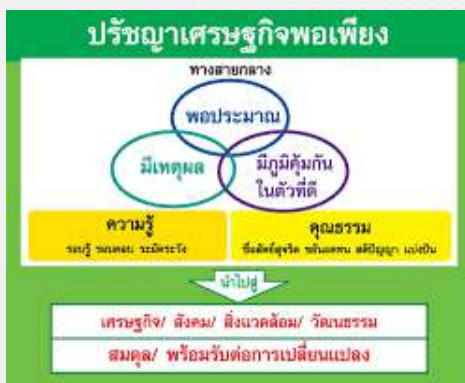 ปรัชญาเศรษฐกิจพอเพียง
ทางสายกลาง
พอประมาณ
มีเหตุผล
มีภูมิคุ้มกัน
ในตัวที่ดี
ความรู้
รอบรู้ รอบคอบ ระมัดระวัง
คุณธรรม
ซื่อสัตย์สุจริต ขยันอดทน สติปัญญา แบ่งปัน
นำไปสู่
เศรษฐกิจ/ สังคม/ สิ่งแวดล้อม/ วัฒนธรรม
สมดุล/ พร้อมรับต่อการเปลี่ยนแปลง